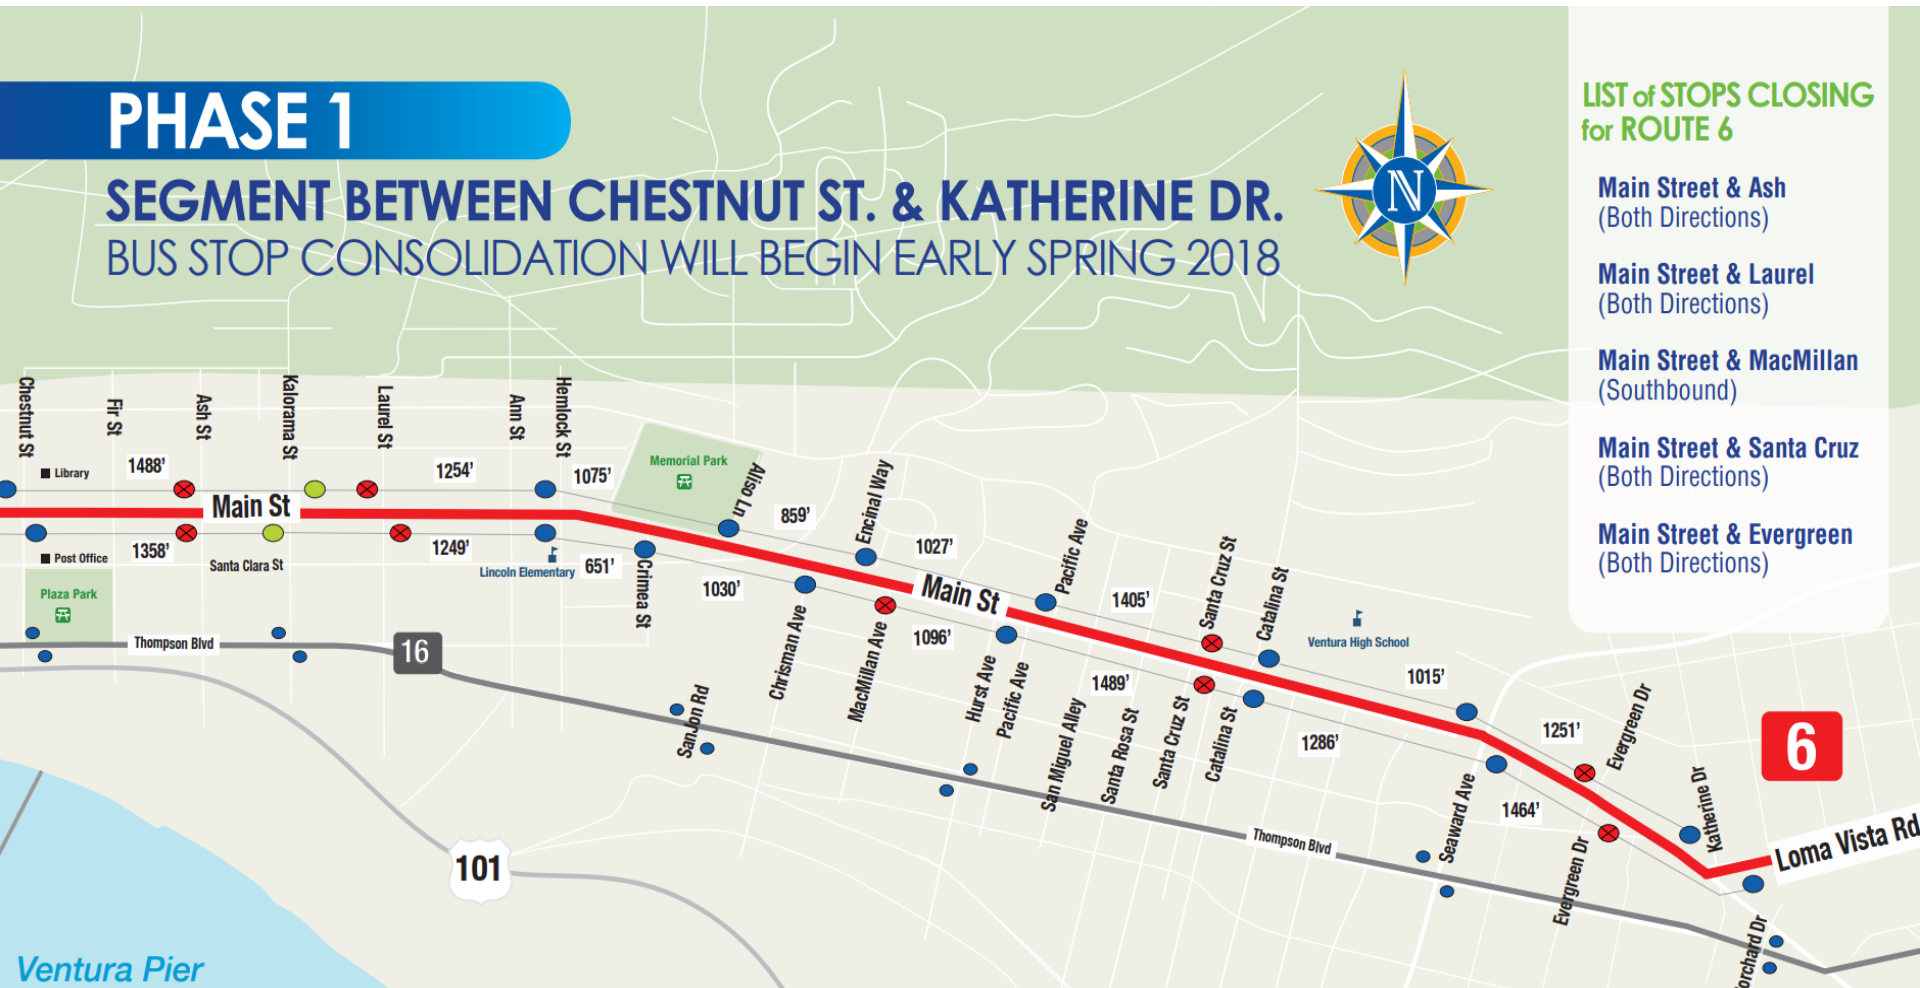 PHASE 1
SEGMENT BETWEEN CHESTNUT ST. & KATHERINE DR.
BUS STOP CONSOLIDATION WILL BEGIN EARLY SPRING 2018
N
LIST of STOPS CLOSING
for ROUTE 6
Main Street & Ash
(Both Directions)
Main Street & Laurel
(Both Directions)
Main Street & MacMillan
(Southbound)
Main Street & Santa Cruz
(Both Directions)
Main Street & Evergreen
(Both Directions)
Chestnut St
Fir St
Ash St
Kalorama St
Laurel St
Ann St
Hemlock St
Library
1488’
1254’
1075’
Memorial Park
Aliso Ln
859’
Encinal Way
1027’
Pacific Ave
1405’
Santa Cruz St
Catalina St
Ventura High School
1015’
1251’
Evergreen Dr
Katherine Dr
6
Loma Vista Rd
Main St
Main St
Post Office
1358’
Santa Clara St
1249’
Lincoln Elementary
651’
Crimea St
1030’
Chrisman Ave
MacMillan Ave
1096’
Hurst Ave
Pacific Ave
1489’
San Miguel Alley
Santa Rosa St
Santa Cruz St
Catalina St
1286’
Seaward Ave
1464’
Evergreen Dr
Borchard Dr
Plaza Park
Thompson Blvd
16
SanJon Rd
Thompson Blvd
101
Ventura Pier